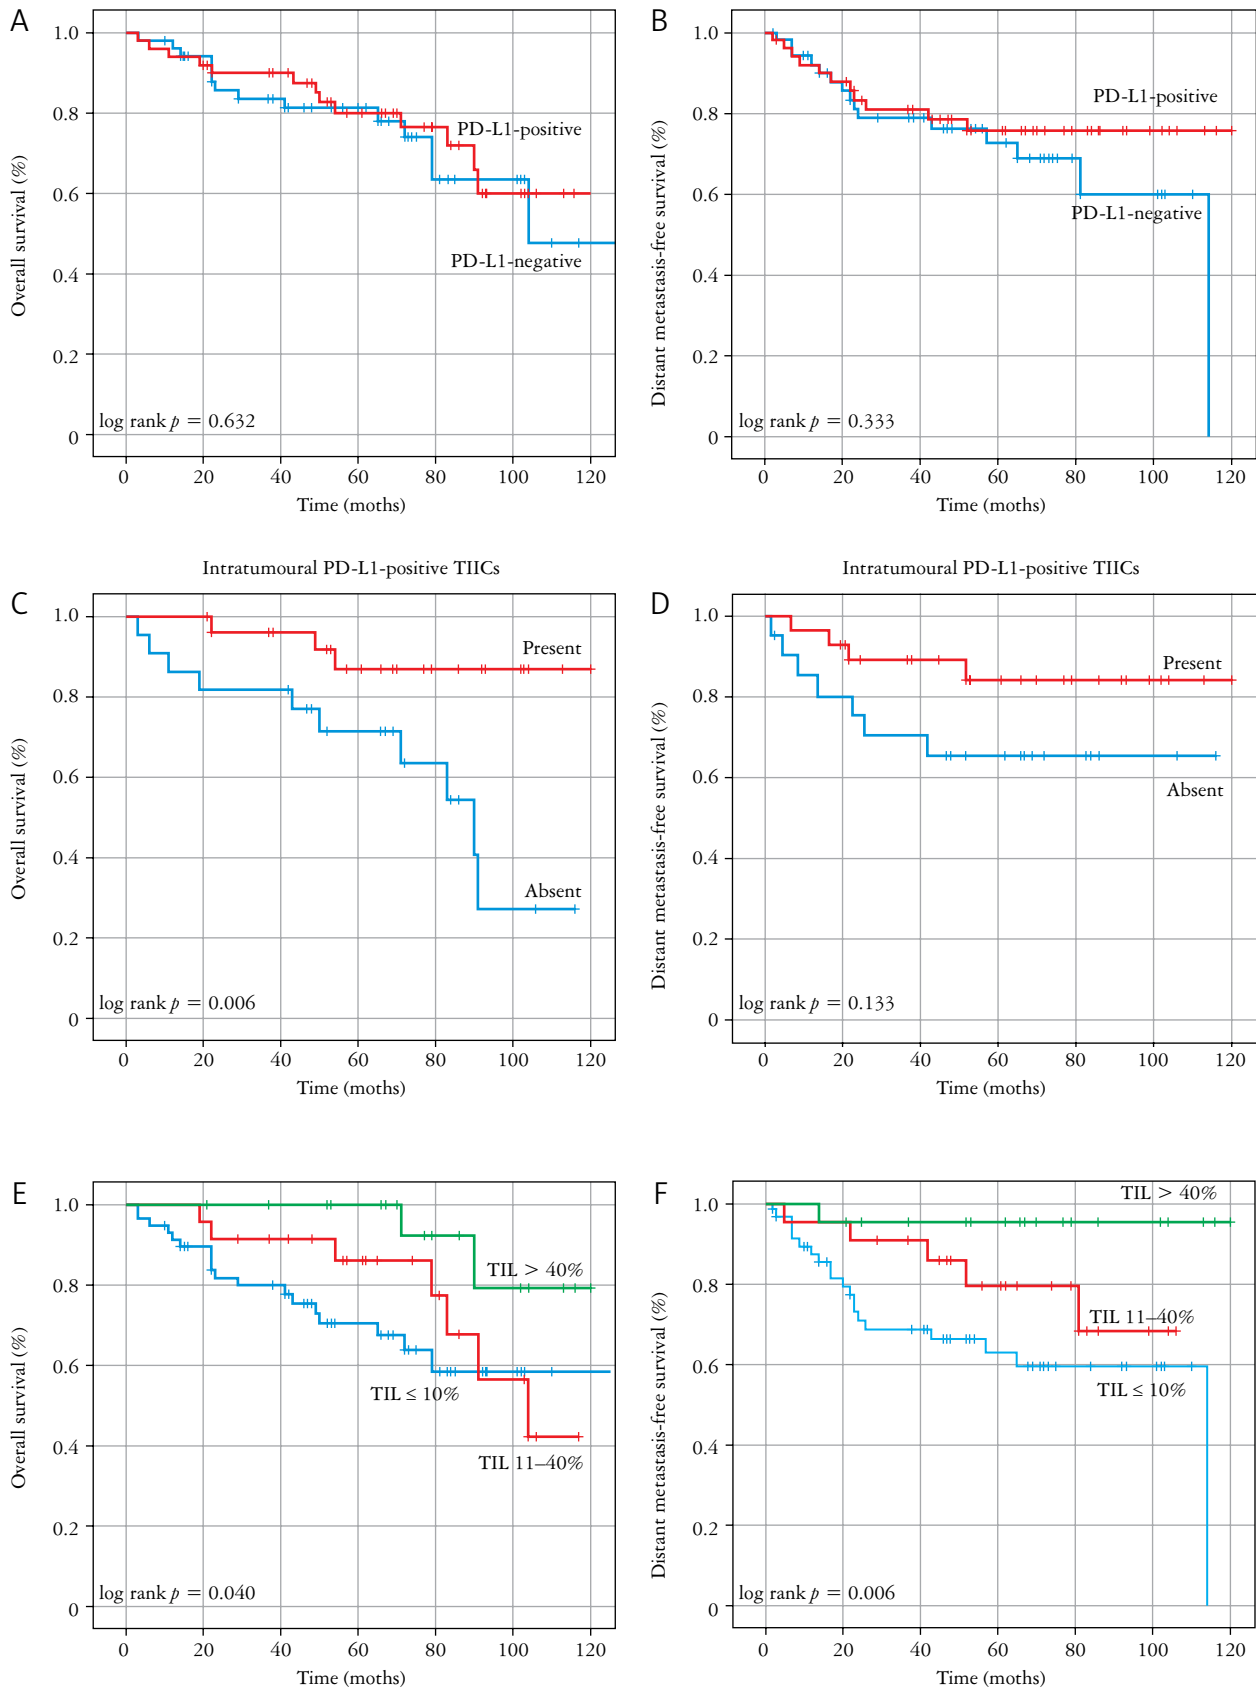 A
1.0
0.8
0.6
0.4
0.2
0
Overall survival (%)
PD-L1-positive
PD-L1-negative
log rank p = 0.632
0 20 40 60 80 100 120
Time (moths)
B
1.0
0.8
0.6
0.4
0.2
0
Distant metastasis-free survival (%)
PD-L1-positive
PD-L1-negative
log rank p = 0.333
0 20 40 60 80 100 120
Time (moths)
Intratumoural PD-L1-positive TIICs
C
1.0
0.8
0.6
0.4
0.2
0
Overall survival (%)
Present
Absent
log rank p = 0.006
0 20 40 60 80 100 120
Time (moths)
Intratumoural PD-L1-positive TIICs
D
1.0
0.8
0.6
0.4
0.2
0
Distant metastasis-free survival (%)
Present
Absent
log rank p = 0.133
0 20 40 60 80 100 120
Time (moths)
E
1.0
0.8
0.6
0.4
0.2
0
Overall survival (%)
TIL > 40%
TIL ≤ 10%
TIL 11–40%
log rank p = 0.040
0 20 40 60 80 100 120
Time (moths)
F
1.0
0.8
0.6
0.4
0.2
0
Distant metastasis-free survival (%)
TIL > 40%
TIL 11–40%
TIL ≤ 10%
log rank p = 0.006
0 20 40 60 80 100 120
Time (moths)